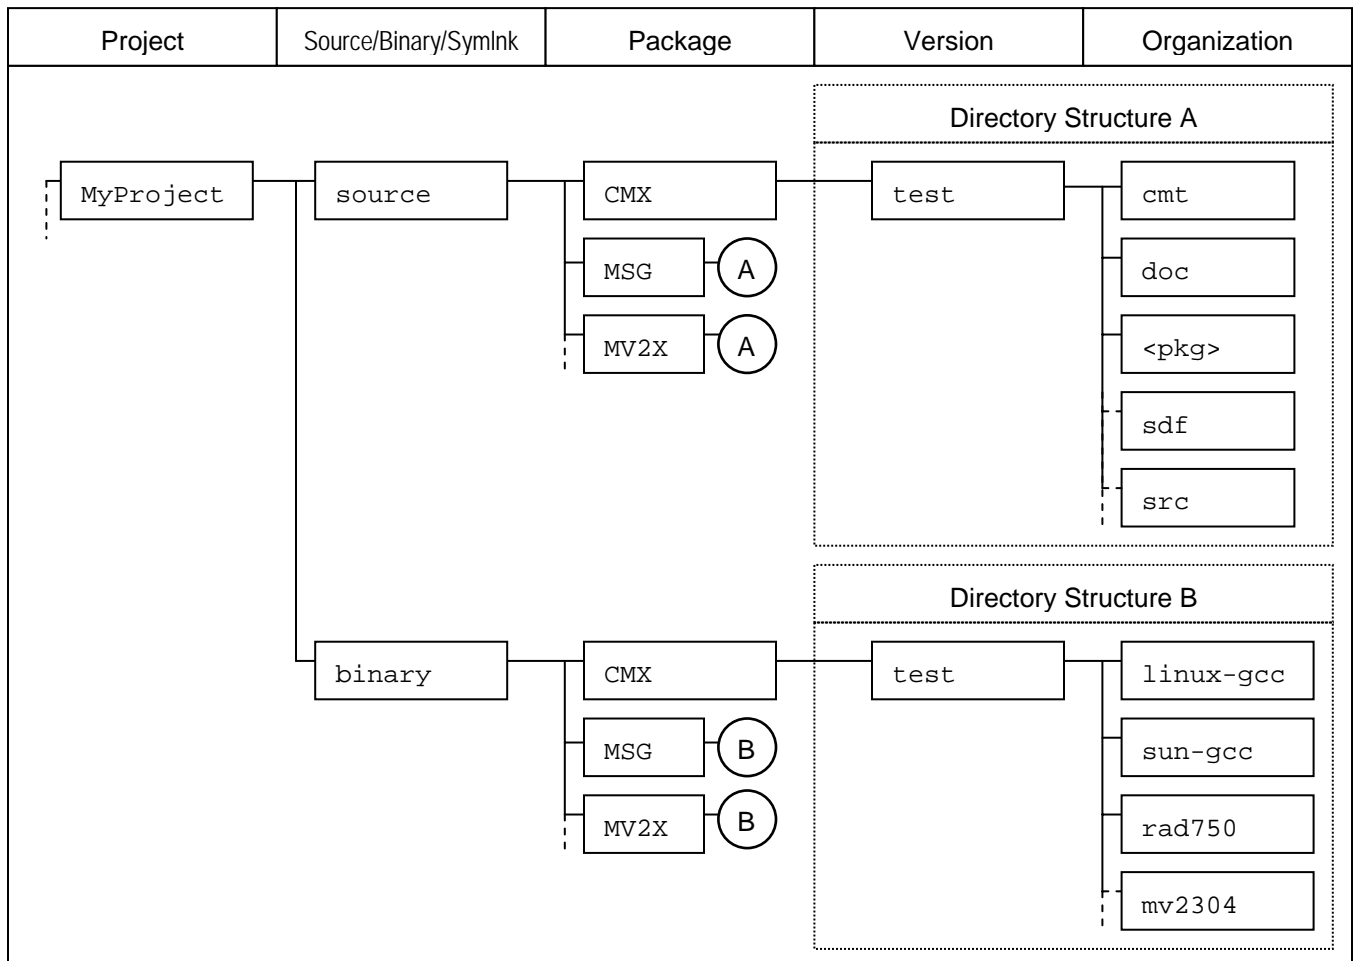 Project Source/Binary/Symlnk Package Version Organization
Directory Structure A
MyProject source CMX test cmt
MSG A doc
MV2X A <pkg>
sdf
src
Directory Structure B
binary CMX test linux-gcc
MSG B sun-gcc
MV2X B rad750
mv2304